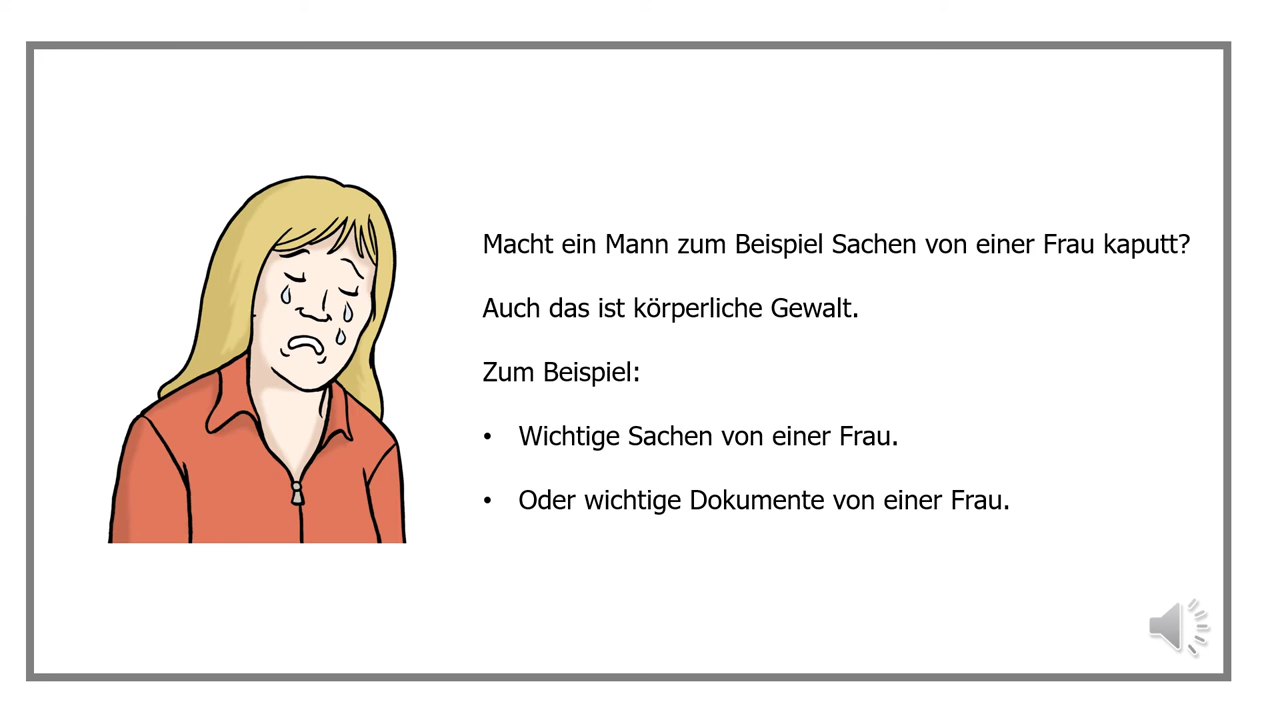 Macht ein Mann zum Beispiel Sachen von einer Frau kaputt?
Auch das ist körperliche Gewalt.
Zum Beispiel:
• Wichtige Sachen von einer Frau.
• Oder wichtige Dokumente von einer Frau.